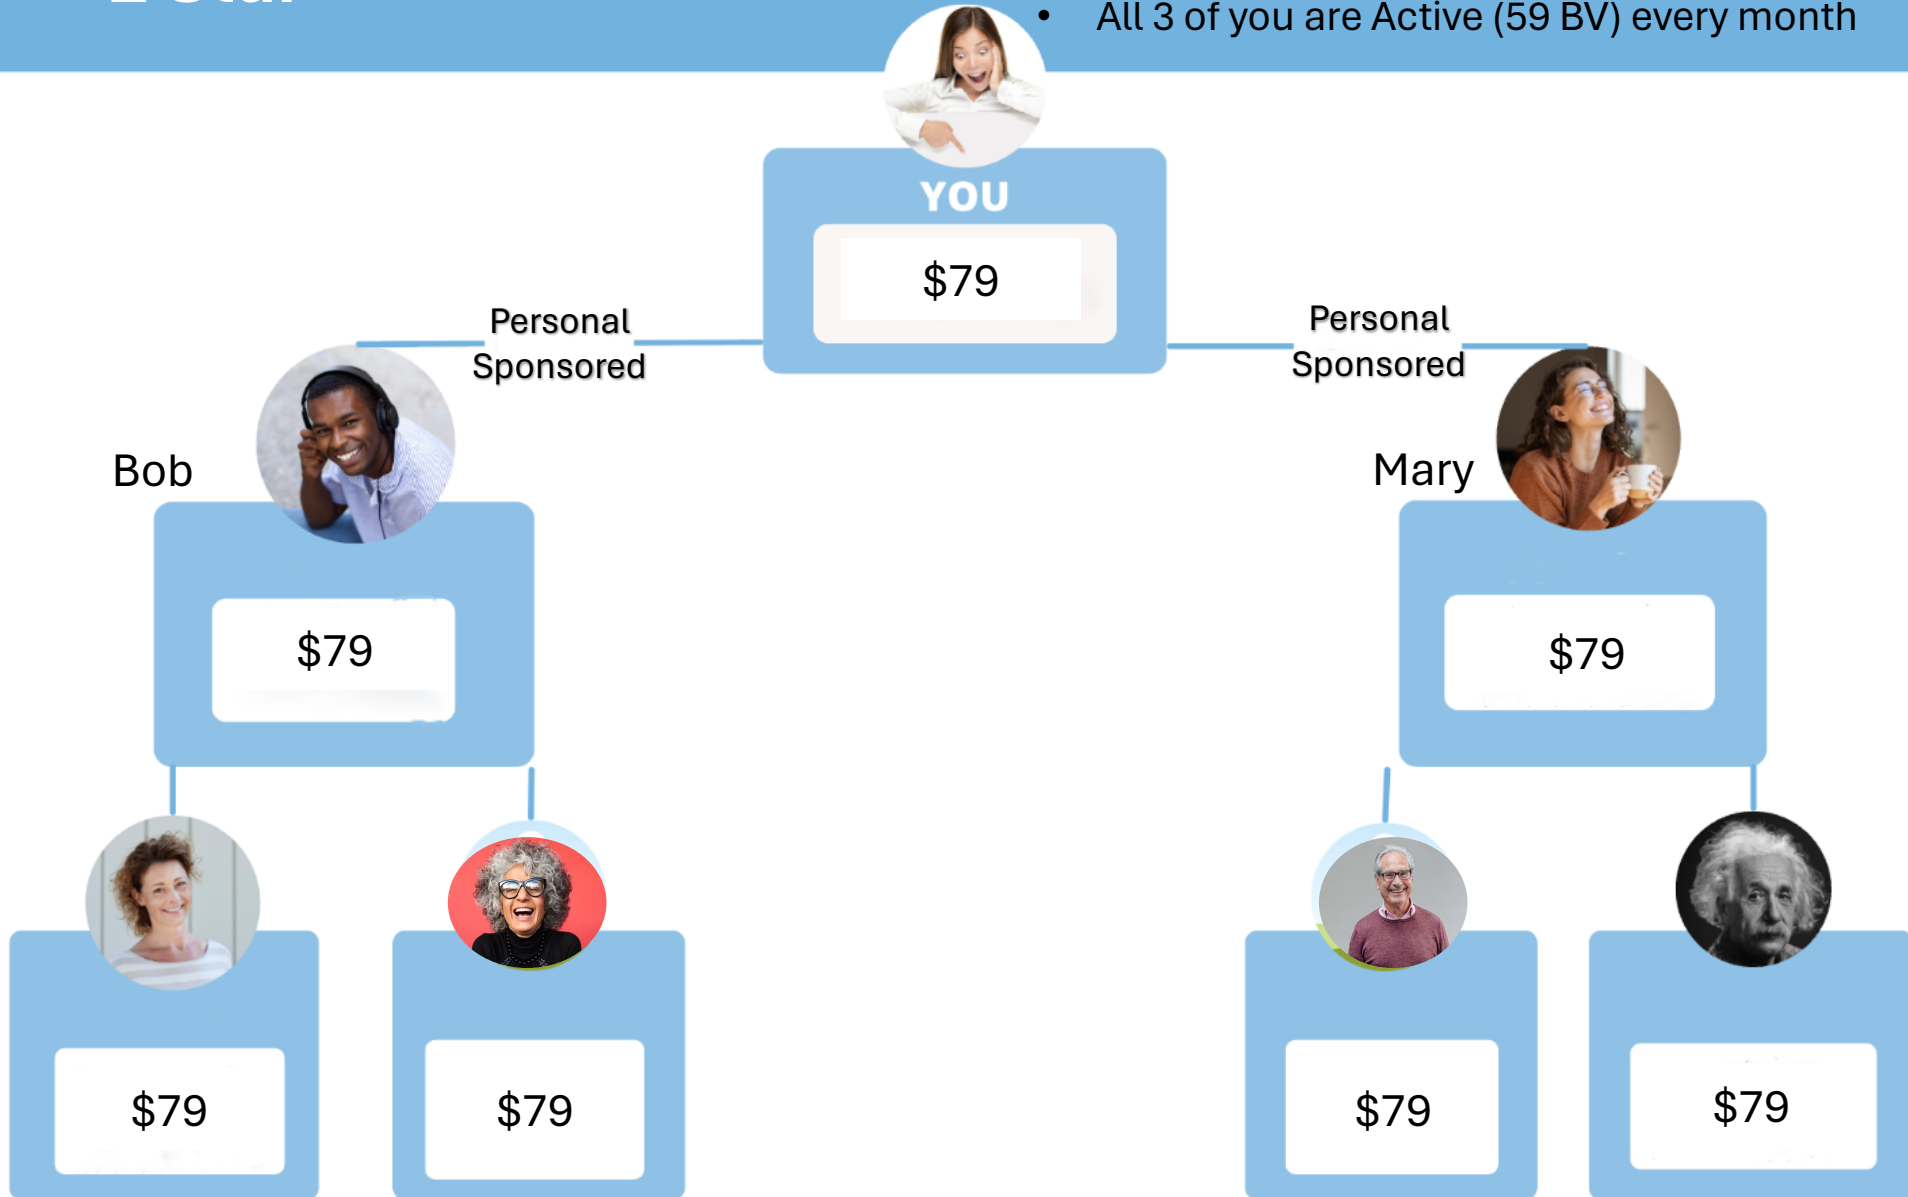 • All 3 of you are Active (59 BV) every month
YOU
$79
Personal
Sponsored
Personal
Sponsored
Bob
Mary
$79
$79
$79
$79
$79
$79